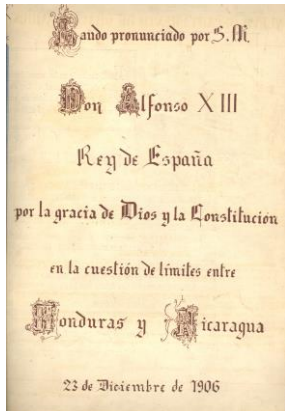 Laudo pronunciado por S. M.
Don Alfonso XIII
Rey de España
por la gracia de Dios y la Constitución
en la cuestión de límites entre
Honduras y Nicaragua
23 de Diciembre de 1906